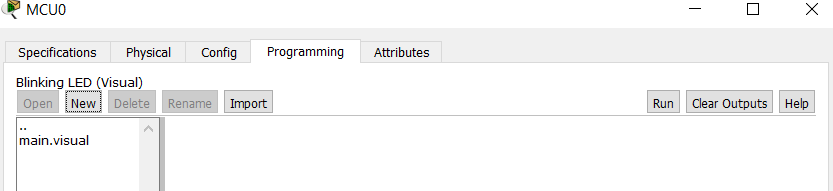 MCU0
Specifications Physical Config Programming Attributes
Blinking LED (Visual)
Open New Delete Rename Import Run Clear Outputs Help
..
main.visual